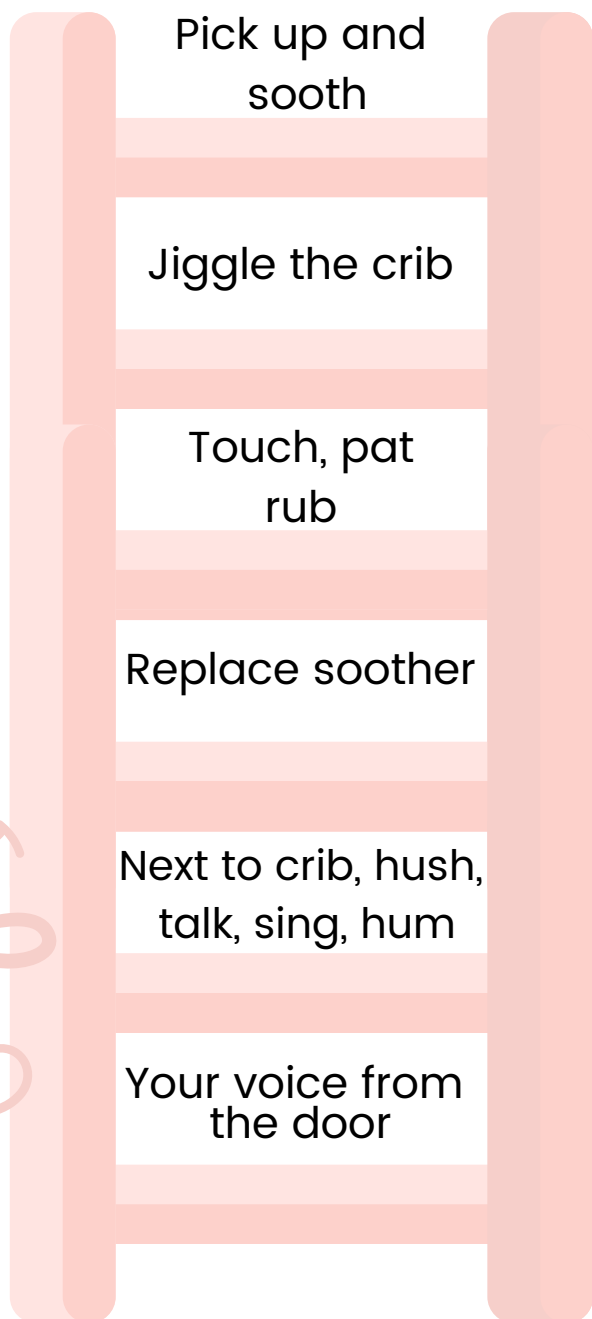 Pick up and
sooth
Jiggle the crib
Touch, pat
rub
Replace soother
Next to crib, hush,
talk, sing, hum
Your voice from
the door